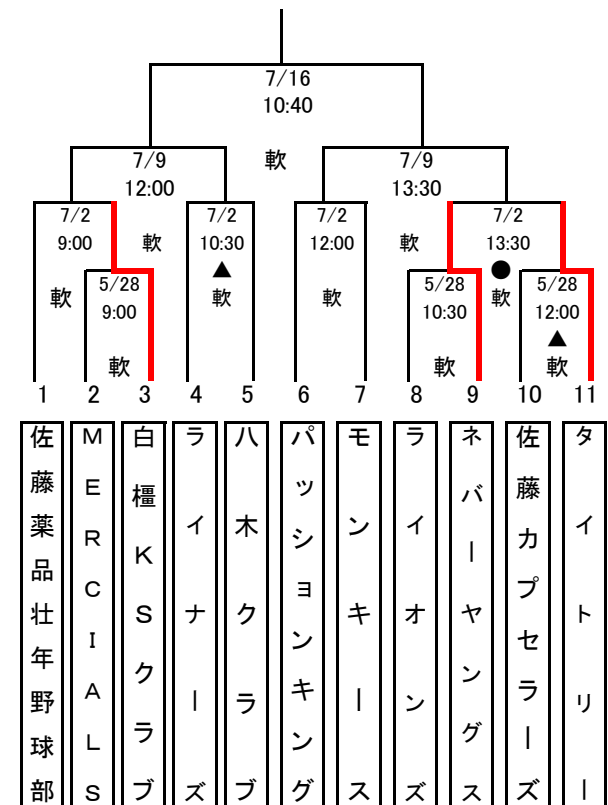 7/16
10:40
軟
7/9
12:00
7/9
13:30
7/2
9:00
軟
7/2
10:30
▲
軟
7/2
12:00
軟
7/2
13:30
●
軟
軟
5/28
9:00
軟
軟
5/28
10:30
軟
5/28
12:00
▲
軟
1 2 3 4 5 6 7 8 9 10 11
佐藤薬品壮年野球部
MERCIALS
白橿KSクラブ
ライナーズ
八木クラブ
パッションキング
モンキース
ライオンズ
ネバーヤングス
佐藤カプセラーズ
タイトリー